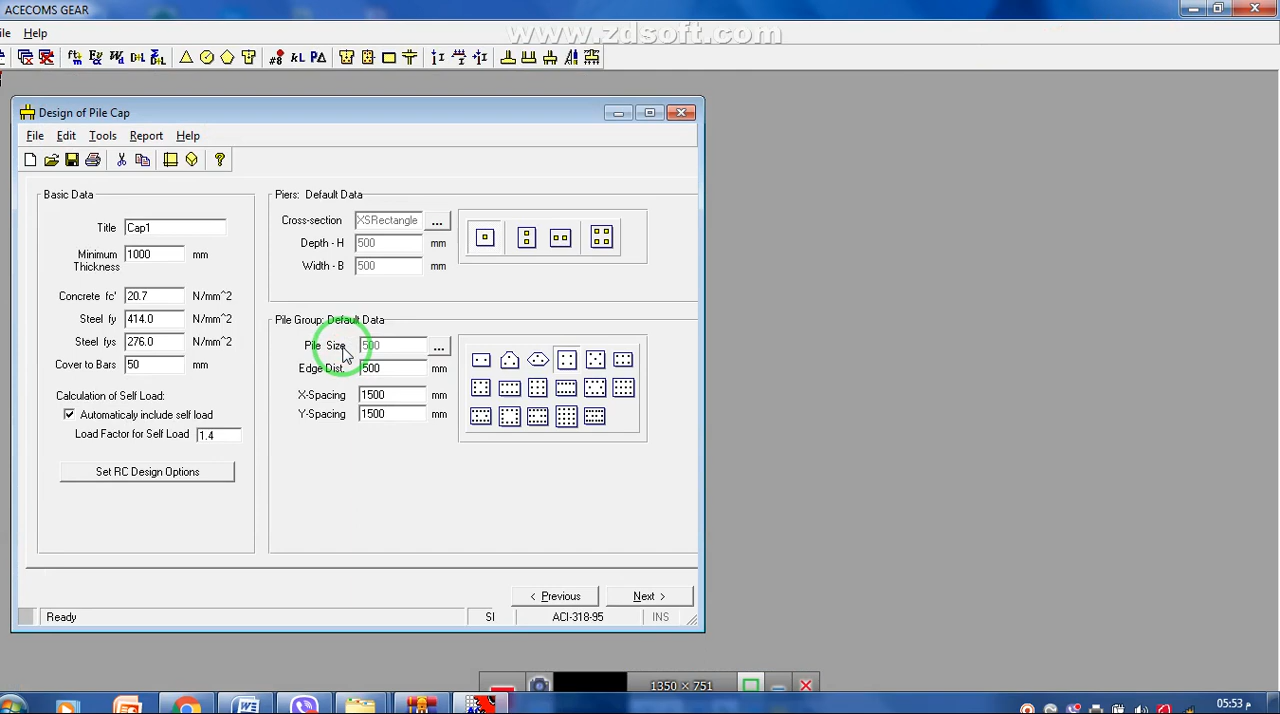 ACECOMS GEAR
www.zdsoft.com
le Help
Design of Pile Cap
File Edit Tools Report Help
Basic Data
Title Cap1
Minimum Thickness 1000 mm
Concrete fc' 20.7 N/mm^2
Steel fy 414.0 N/mm^2
Steel fys 276.0 N/mm^2
Cover to Bars 50 mm
Calculation of Self Load:
Automaticaly include self load
Load Factor for Self Load 1.4
Set RC Design Options
Piers: Default Data
Cross-section XSRectangle ...
Depth - H 500 mm
Width - B 500 mm
Pile Group: Default Data
Pile Size 500 ...
Edge Dist. 500 mm
X-Spacing 1500 mm
Y-Spacing 1500 mm
< Previous Next >
Ready SI ACI-318-95 INS
1350 × 751
05:53 م